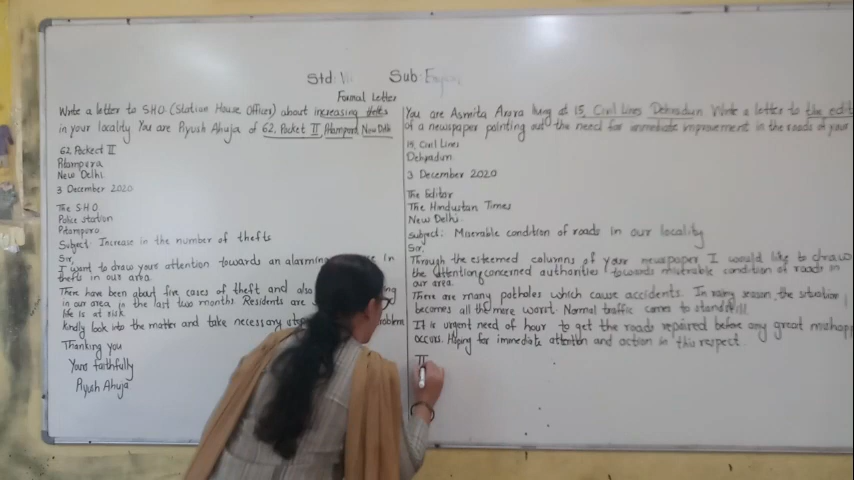 Std: VII Sub: English
Formal Letter
Write a letter to S.H.O (Station House Officer) about increasing thefts
in your locality You are Piyush Ahuja of 62, Pocket II Pitampura New Delhi
62, Pocket II
Pitampura
New Delhi
3 December 2020
The S.H.O
Police station
Pitampura
Subject: Increase in the number of thefts
Sir,
I want to draw your attention towards an alarming in
thefts in our area
There have been about five cases of theft and also
in our area in the last two months Residents are
life is at risk
Kindly look into the matter and take necessary problem
Thanking you
Yours faithfully
Piyush Ahuja
You are Asmita Arora living at 15, Civil Lines Dehradun Write a letter to the edit
of a newspaper pointing out the need for immediate improvement in the roads of your
15, Civil Lines
Dehradun
3 December 2020
The Editor
The Hindustan Times
New Delhi
Subject: Miserable condition of roads in our locality
Sir,
Through the esteemed columns of your newspaper I would like to draw
the attention concerned authorities towards miserable condition of roads in
our area
There are many potholes which cause accidents. In rainy season, the situation
becomes all the more worst Normal traffic came to standstill
It is urgent need of hour to get the roads repaired before any great mishap
occurs. Hoping for immediate attention and action in this respect.